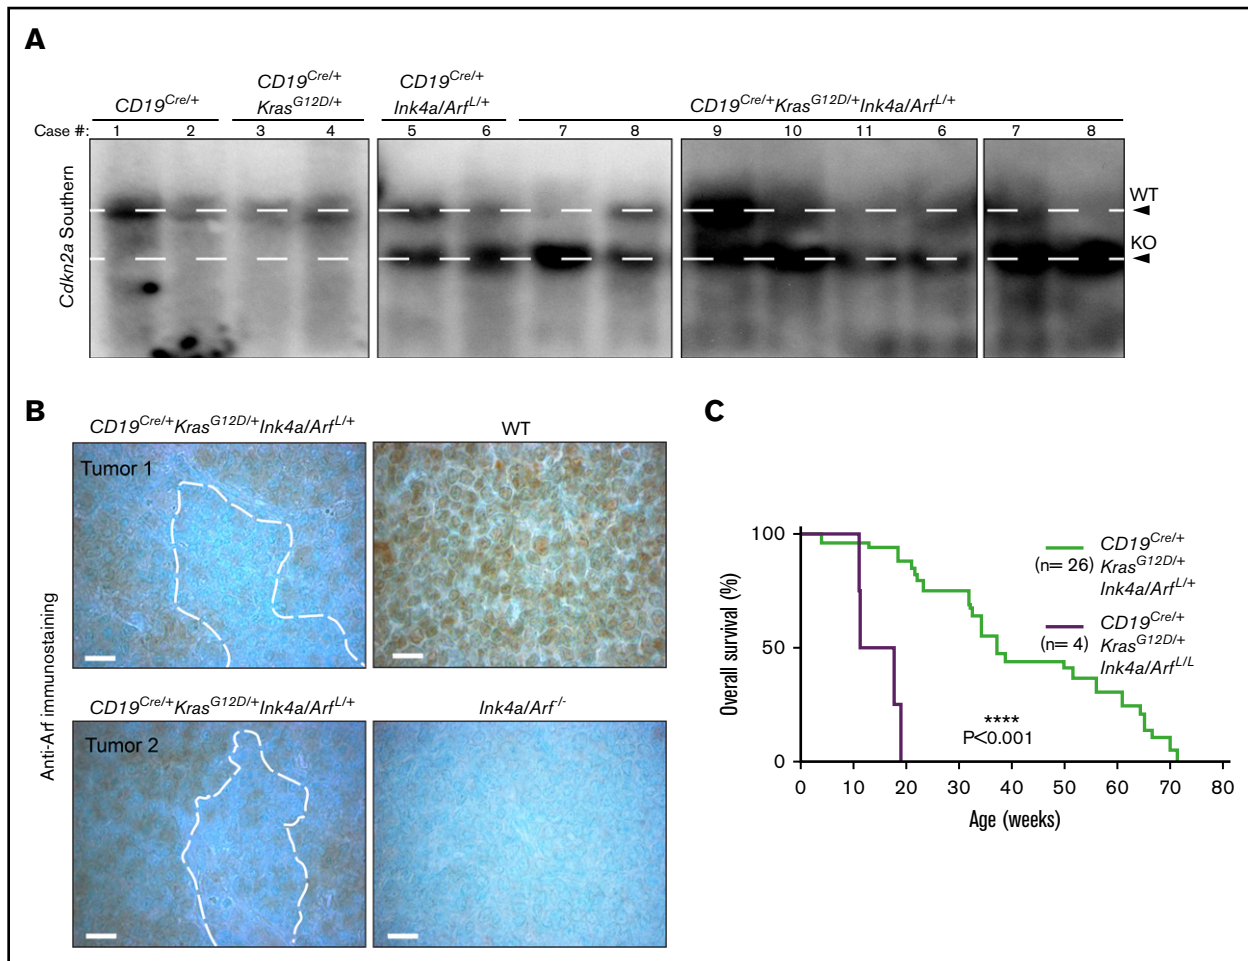 A
CD19Cre/+
CD19Cre/+
KrasG12D/+
CD19Cre/+
Ink4a/ArfL/+
CD19Cre/+KrasG12D/+Ink4a/ArfL/+
Case #: 1 2 3 4 5 6 7 8 9 10 11 6 7 8
Cdkn2a Southern
WT
KO
B
CD19Cre/+KrasG12D/+Ink4a/ArfL/+
WT
Tumor 1
Anti-Arf immunostaining
CD19Cre/+KrasG12D/+Ink4a/ArfL/+
Ink4a/Arf-/-
Tumor 2
C
Overall survival (%)
100
50
0
0 10 20 30 40 50 60 70 80
Age (weeks)
CD19Cre/+
(n= 26) KrasG12D/+
Ink4a/ArfL/+
CD19Cre/+
(n= 4) KrasG12D/+
Ink4a/ArfL/L
****
P<0.001